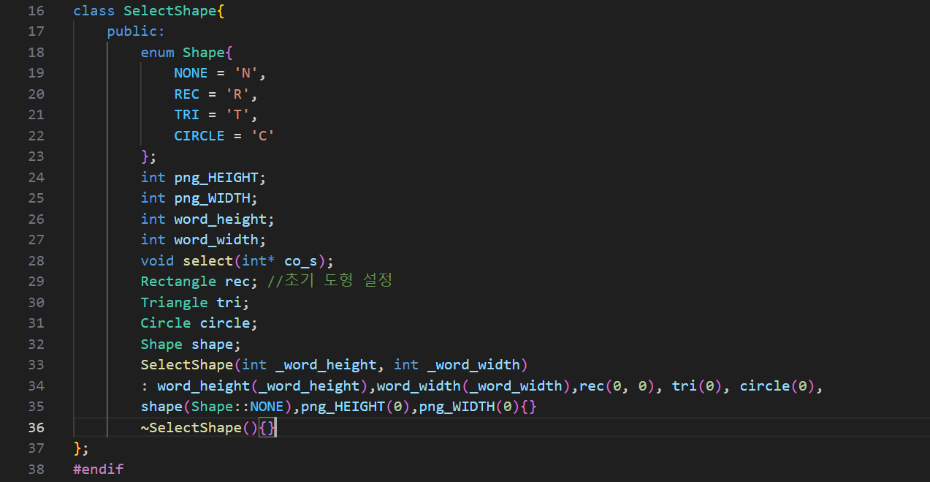 16 class SelectShape{
17     public:
18         enum Shape{
19             NONE = 'N',
20             REC = 'R',
21             TRI = 'T',
22             CIRCLE = 'C'
23         };
24         int png_HEIGHT;
25         int png_WIDTH;
26         int word_height;
27         int word_width;
28         void select(int* co_s);
29         Rectangle rec; //초기 도형 설정
30         Triangle tri;
31         Circle circle;
32         Shape shape;
33         SelectShape(int _word_height, int _word_width)
34         : word_height(_word_height),word_width(_word_width),rec(0, 0), tri(0), circle(0),
35         shape(Shape::NONE),png_HEIGHT(0),png_WIDTH(0){}
36         ~SelectShape(){}
37 };
38 #endif